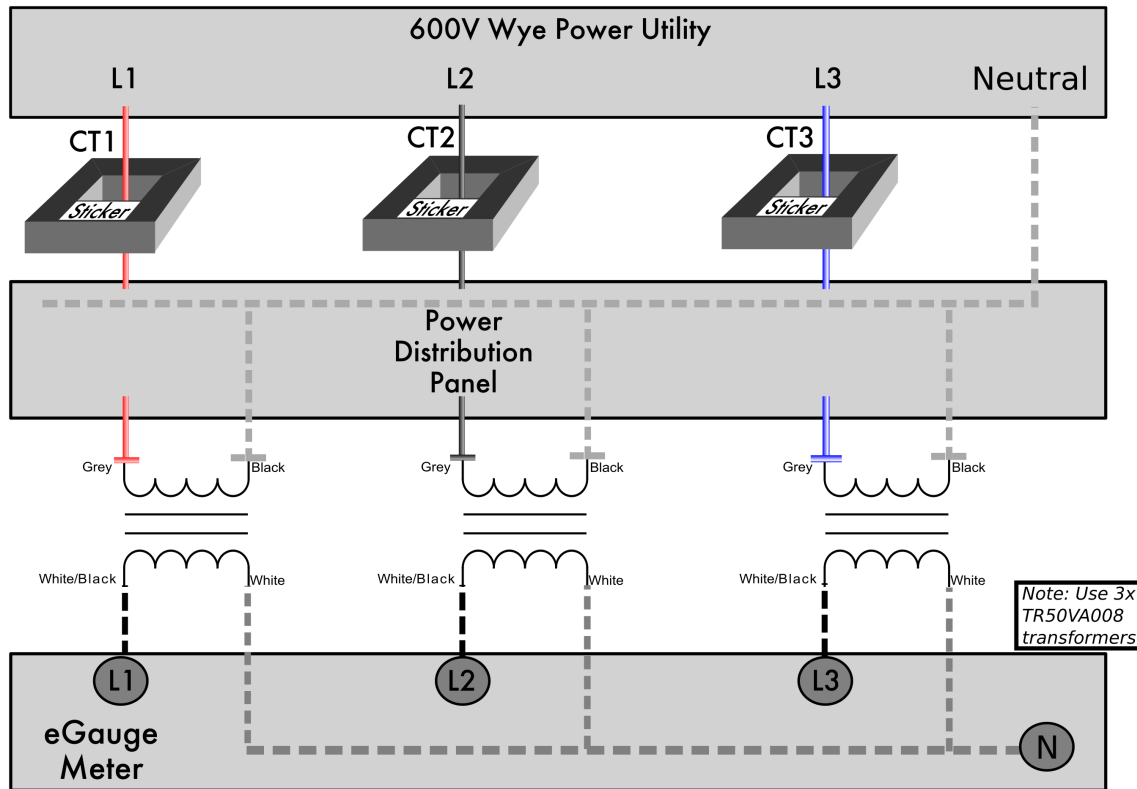 600V Wye Power Utility
L1
L2
L3
Neutral
CT1
CT2
CT3
Sticker
Sticker
Sticker
Power
Distribution
Panel
Grey
Black
Grey
Black
Grey
Black
White/Black
White
White/Black
White
White/Black
White
Note: Use 3x
TR50VA008
transformers
L1
L2
L3
eGauge
Meter
N